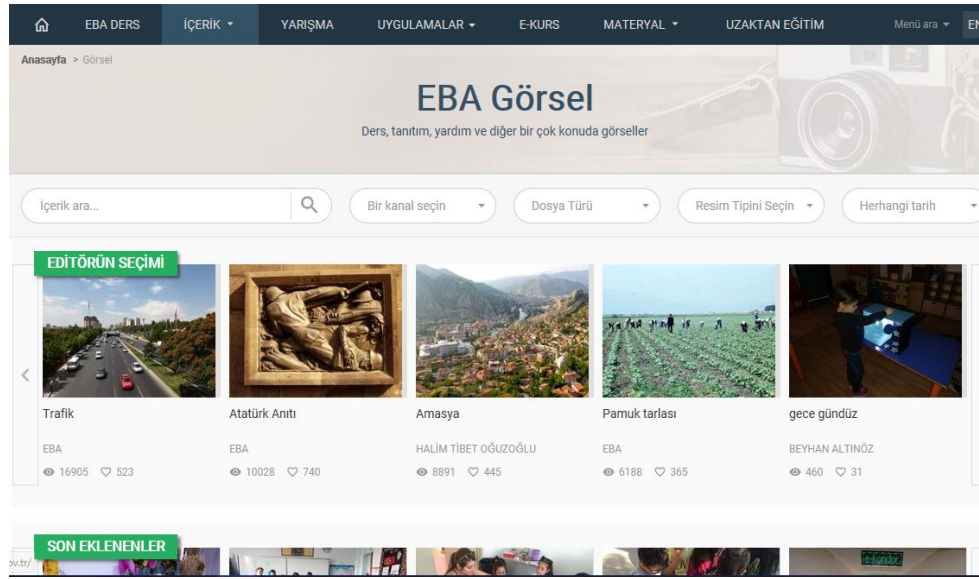 EBA DERS İÇERİK YARIŞMA UYGULAMALAR E-KURS MATERYAL UZAKTAN EĞİTİM Menü ara EN
Anasayfa > Görsel
EBA Görsel
Ders, tanıtım, yardım ve diğer bir çok konuda görseller
İçerik ara... Bir kanal seçin Dosya Türü Resim Tipini Seçin Herhangi tarih
EDİTÖRÜN SEÇİMİ
Trafik Atatürk Anıtı Amasya Pamuk tarlası gece gündüz
EBA EBA HALİM TİBET OĞUZOĞLU EBA BEYHAN ALTINÖZ
16905 523 10028 740 8891 445 6188 365 460 31
SON EKLENENLER
ov.tr/